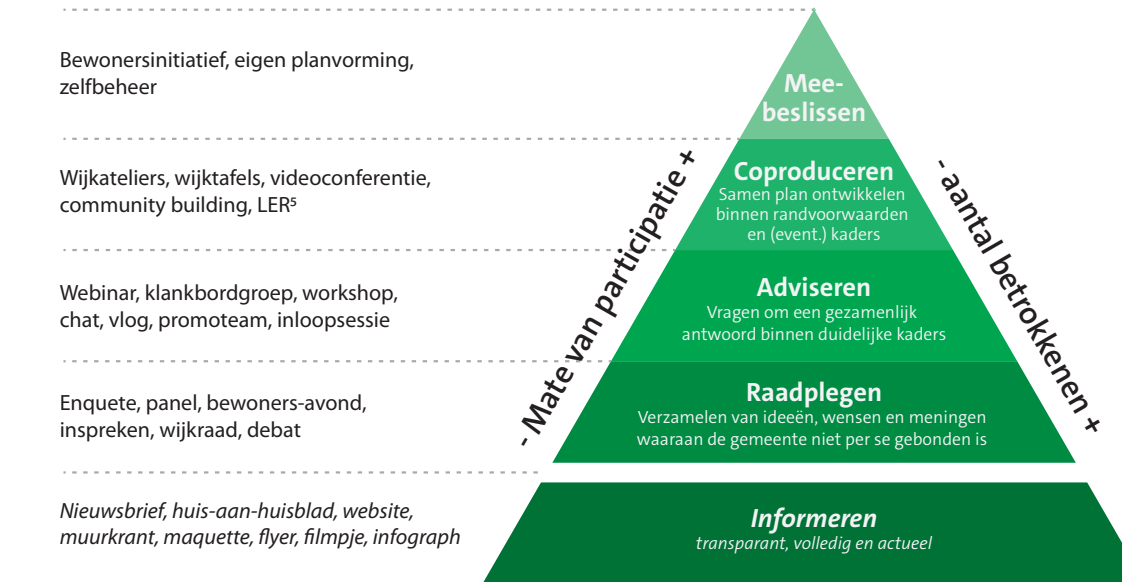 Bewonersinitiatief, eigen planvorming,
zelfbeheer
Mee-
beslissen
Wijkateliers, wijktafels, videoconferentie,
community building, LER⁵
Coproduceren
Samen plan ontwikkelen
binnen randvoorwaarden
en (event.) kaders
- Mate van participatie +
- aantal betrokkenen +
Webinar, klankbordgroep, workshop,
chat, vlog, promoteam, inloopsessie
Adviseren
Vragen om een gezamenlijk
antwoord binnen duidelijke kaders
Enquete, panel, bewoners-avond,
inspreken, wijkraad, debat
Raadplegen
Verzamelen van ideeën, wensen en meningen
waaraan de gemeente niet per se gebonden is
Nieuwsbrief, huis-aan-huisblad, website,
muurkrant, maquette, flyer, filmpje, infograph
Informeren
transparant, volledig en actueel